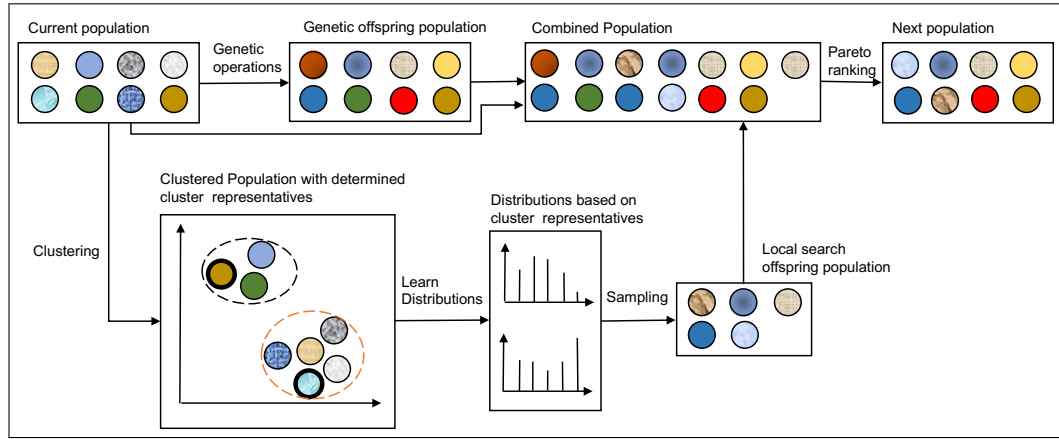 Current population
Genetic offspring population
Combined Population
Next population
Genetic
operations
Pareto
ranking
Clustered Population with determined
cluster representatives
Distributions based on
cluster representatives
Clustering
Local search
offspring population
Learn
Distributions
Sampling